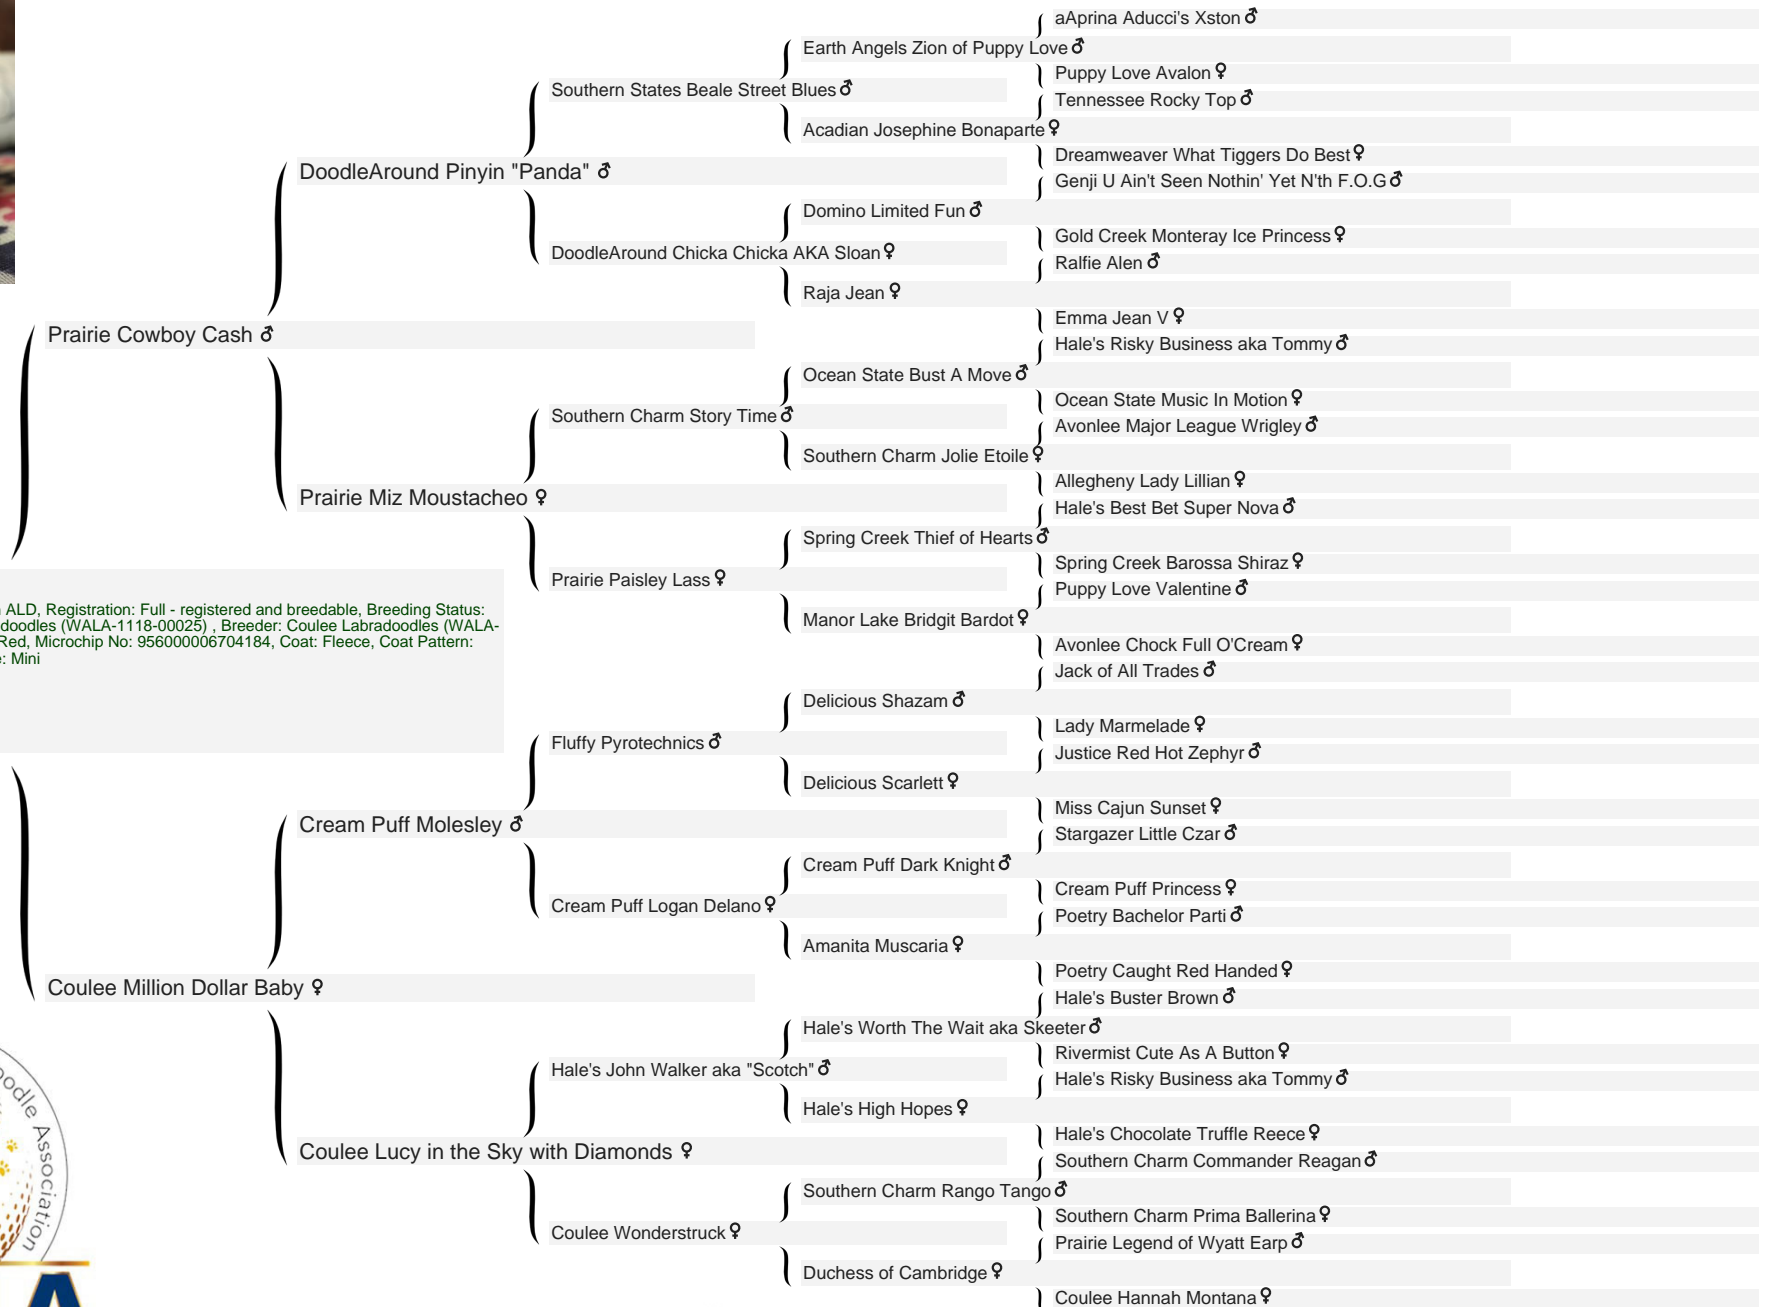 aAprina Aducci's Xston ♂
Earth Angels Zion of Puppy Love ♂
Puppy Love Avalon ♀
Southern States Beale Street Blues ♂
Tennessee Rocky Top ♂
Acadian Josephine Bonaparte ♀
Dreamweaver What Tiggers Do Best ♀
DoodleAround Pinyin "Panda" ♂
Genji U Ain't Seen Nothin' Yet N'th F.O.G ♂
Domino Limited Fun ♂
Gold Creek Monteray Ice Princess ♀
DoodleAround Chicka Chicka AKA Sloan ♀
Ralfie Alen ♂
Raja Jean ♀
Emma Jean V ♀
Prairie Cowboy Cash ♂
Hale's Risky Business aka Tommy ♂
Ocean State Bust A Move ♂
Ocean State Music In Motion ♀
Southern Charm Story Time ♂
Avonlee Major League Wrigley ♂
Southern Charm Jolie Etoile ♀
Allegheny Lady Lillian ♀
Prairie Miz Moustacheo ♀
Hale's Best Bet Super Nova ♂
Spring Creek Thief of Hearts ♂
Spring Creek Barossa Shiraz ♀
Prairie Paisley Lass ♀
Puppy Love Valentine ♂
Manor Lake Bridgit Bardot ♀
Avonlee Chock Full O'Cream ♀
ALD, Registration: Full - registered and breedable, Breeding Status:
doodles (WALA-1118-00025) , Breeder: Coulee Labradoodles (WALA-
Red, Microchip No: 956000006704184, Coat: Fleece, Coat Pattern:
: Mini
Jack of All Trades ♂
Delicious Shazam ♂
Lady Marmelade ♀
Fluffy Pyrotechnics ♂
Justice Red Hot Zephyr ♂
Delicious Scarlett ♀
Miss Cajun Sunset ♀
Cream Puff Molesley ♂
Stargazer Little Czar ♂
Cream Puff Dark Knight ♂
Cream Puff Princess ♀
Cream Puff Logan Delano ♀
Poetry Bachelor Parti ♂
Amanita Muscaria ♀
Poetry Caught Red Handed ♀
Coulee Million Dollar Baby ♀
Hale's Buster Brown ♂
Hale's Worth The Wait aka Skeeter ♂
Rivermist Cute As A Button ♀
Hale's John Walker aka "Scotch" ♂
Hale's Risky Business aka Tommy ♂
Hale's High Hopes ♀
Hale's Chocolate Truffle Reece ♀
Coulee Lucy in the Sky with Diamonds ♀
Southern Charm Commander Reagan ♂
Southern Charm Rango Tango ♂
Southern Charm Prima Ballerina ♀
Coulee Wonderstruck ♀
Prairie Legend of Wyatt Earp ♂
Duchess of Cambridge ♀
Coulee Hannah Montana ♀
oodle Association
A